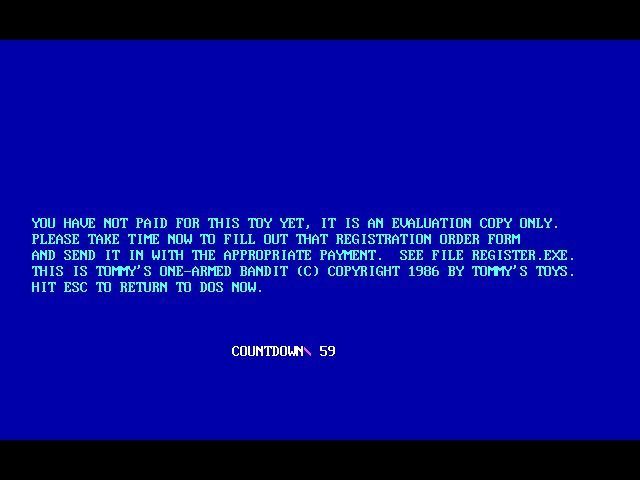 YOU HAVE NOT PAID FOR THIS TOY YET, IT IS AN EVALUATION COPY ONLY.
PLEASE TAKE TIME NOW TO FILL OUT THAT REGISTRATION ORDER FORM
AND SEND IT IN WITH THE APPROPRIATE PAYMENT.  SEE FILE REGISTER.EXE.
THIS IS TOMMY'S ONE-ARMED BANDIT (C) COPYRIGHT 1986 BY TOMMY'S TOYS.
HIT ESC TO RETURN TO DOS NOW.
COUNTDOWN\ 59